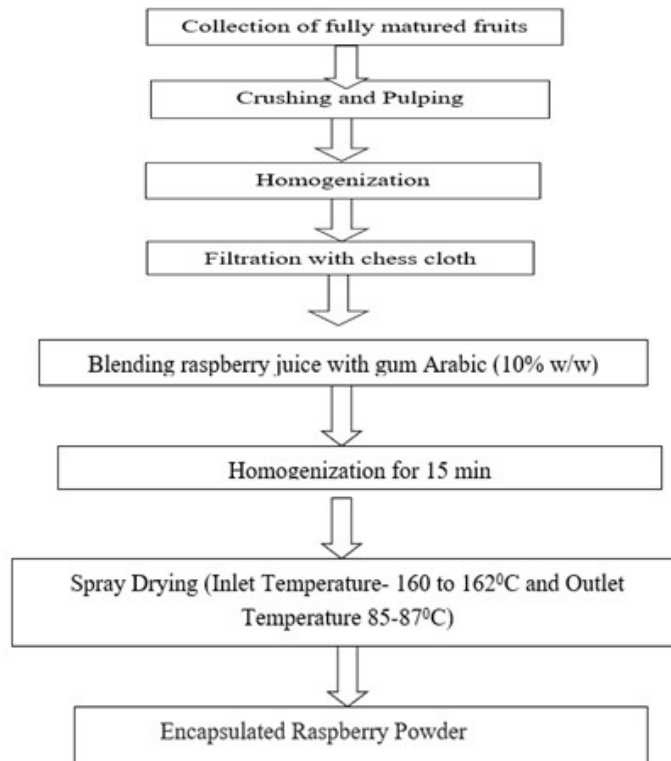 Collection of fully matured fruits
Crushing and Pulping
Homogenization
Filtration with chess cloth
Blending raspberry juice with gum Arabic (10% w/w)
Homogenization for 15 min
Spray Drying (Inlet Temperature- 160 to 162⁰C and Outlet
Temperature 85-87⁰C)
Encapsulated Raspberry Powder